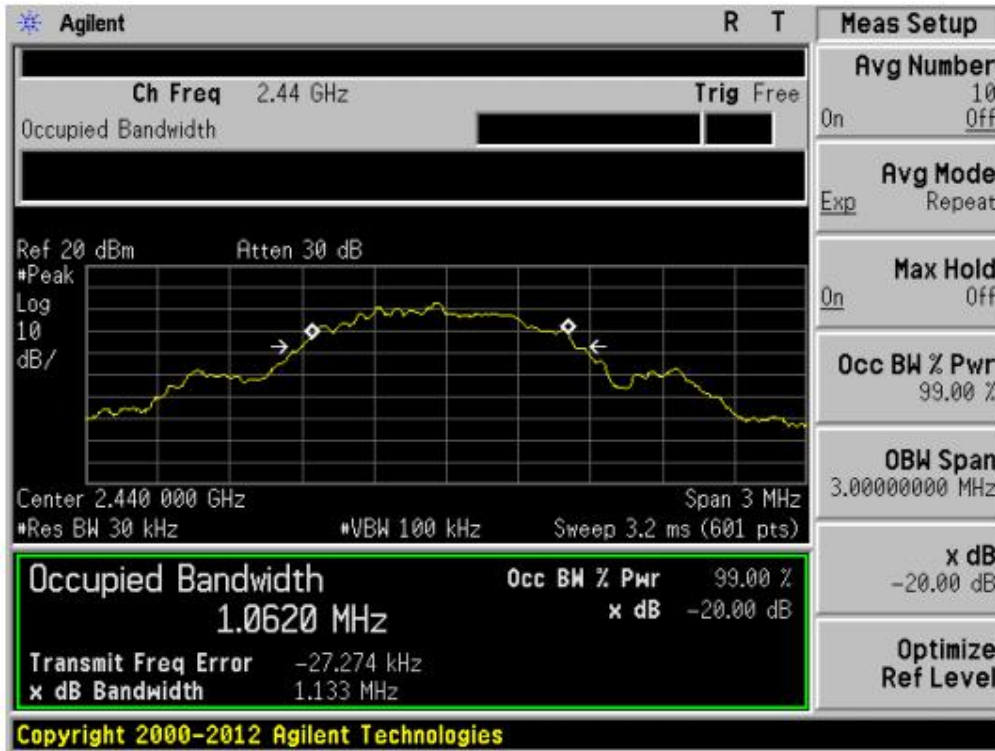 Agilent R T
Ch Freq 2.44 GHz Trig Free
Occupied Bandwidth
Ref 20 dBm Atten 30 dB
#Peak
Log
10
dB/
Center 2.440 000 GHz Span 3 MHz
#Res BW 30 kHz #VBW 100 kHz Sweep 3.2 ms (601 pts)
Occupied Bandwidth Occ BW % Pwr 99.00 %
1.0620 MHz x dB -20.00 dB
Transmit Freq Error -27.274 kHz
x dB Bandwidth 1.133 MHz
Copyright 2000-2012 Agilent Technologies
Meas Setup
Avg Number
10
On Off
Avg Mode
Exp Repeat
Max Hold
On Off
Occ BW % Pwr
99.00 %
OBW Span
3.00000000 MHz
x dB
-20.00 dB
Optimize
Ref Level